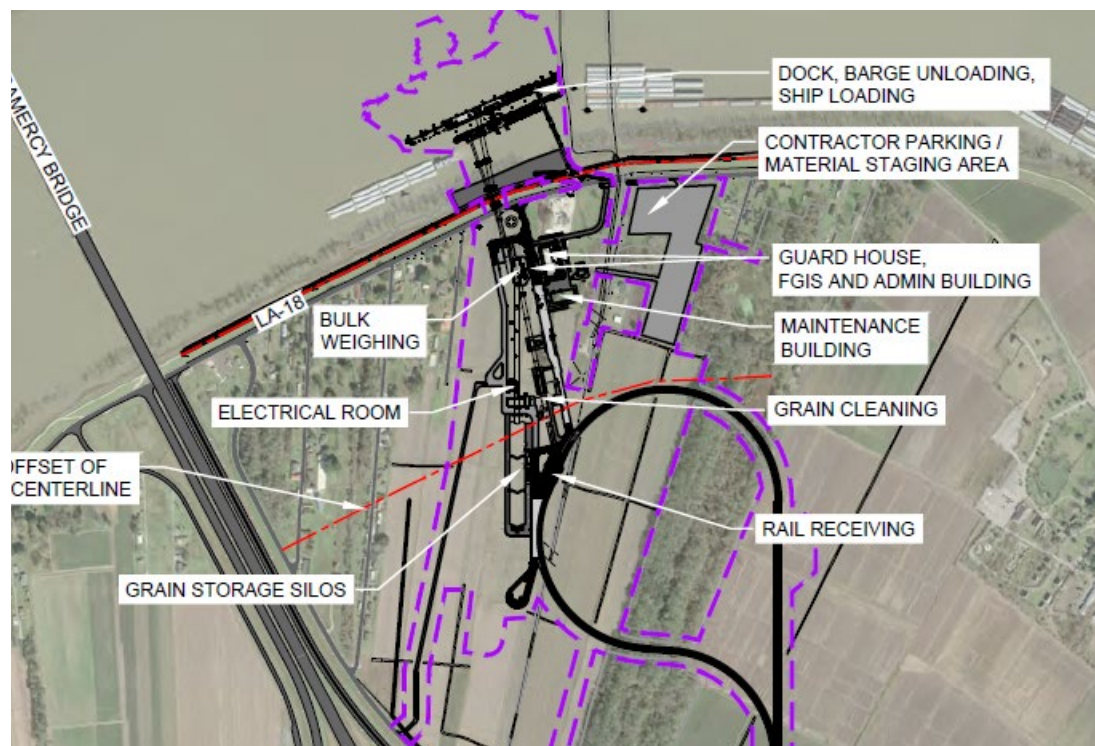 DOCK, BARGE UNLOADING,
SHIP LOADING
CONTRACTOR PARKING /
MATERIAL STAGING AREA
AMERCY BRIDGE
GUARD HOUSE,
FGIS AND ADMIN BUILDING
LA-18
BULK
WEIGHING
MAINTENANCE
BUILDING
ELECTRICAL ROOM
GRAIN CLEANING
OFFSET OF
CENTERLINE
RAIL RECEIVING
GRAIN STORAGE SILOS